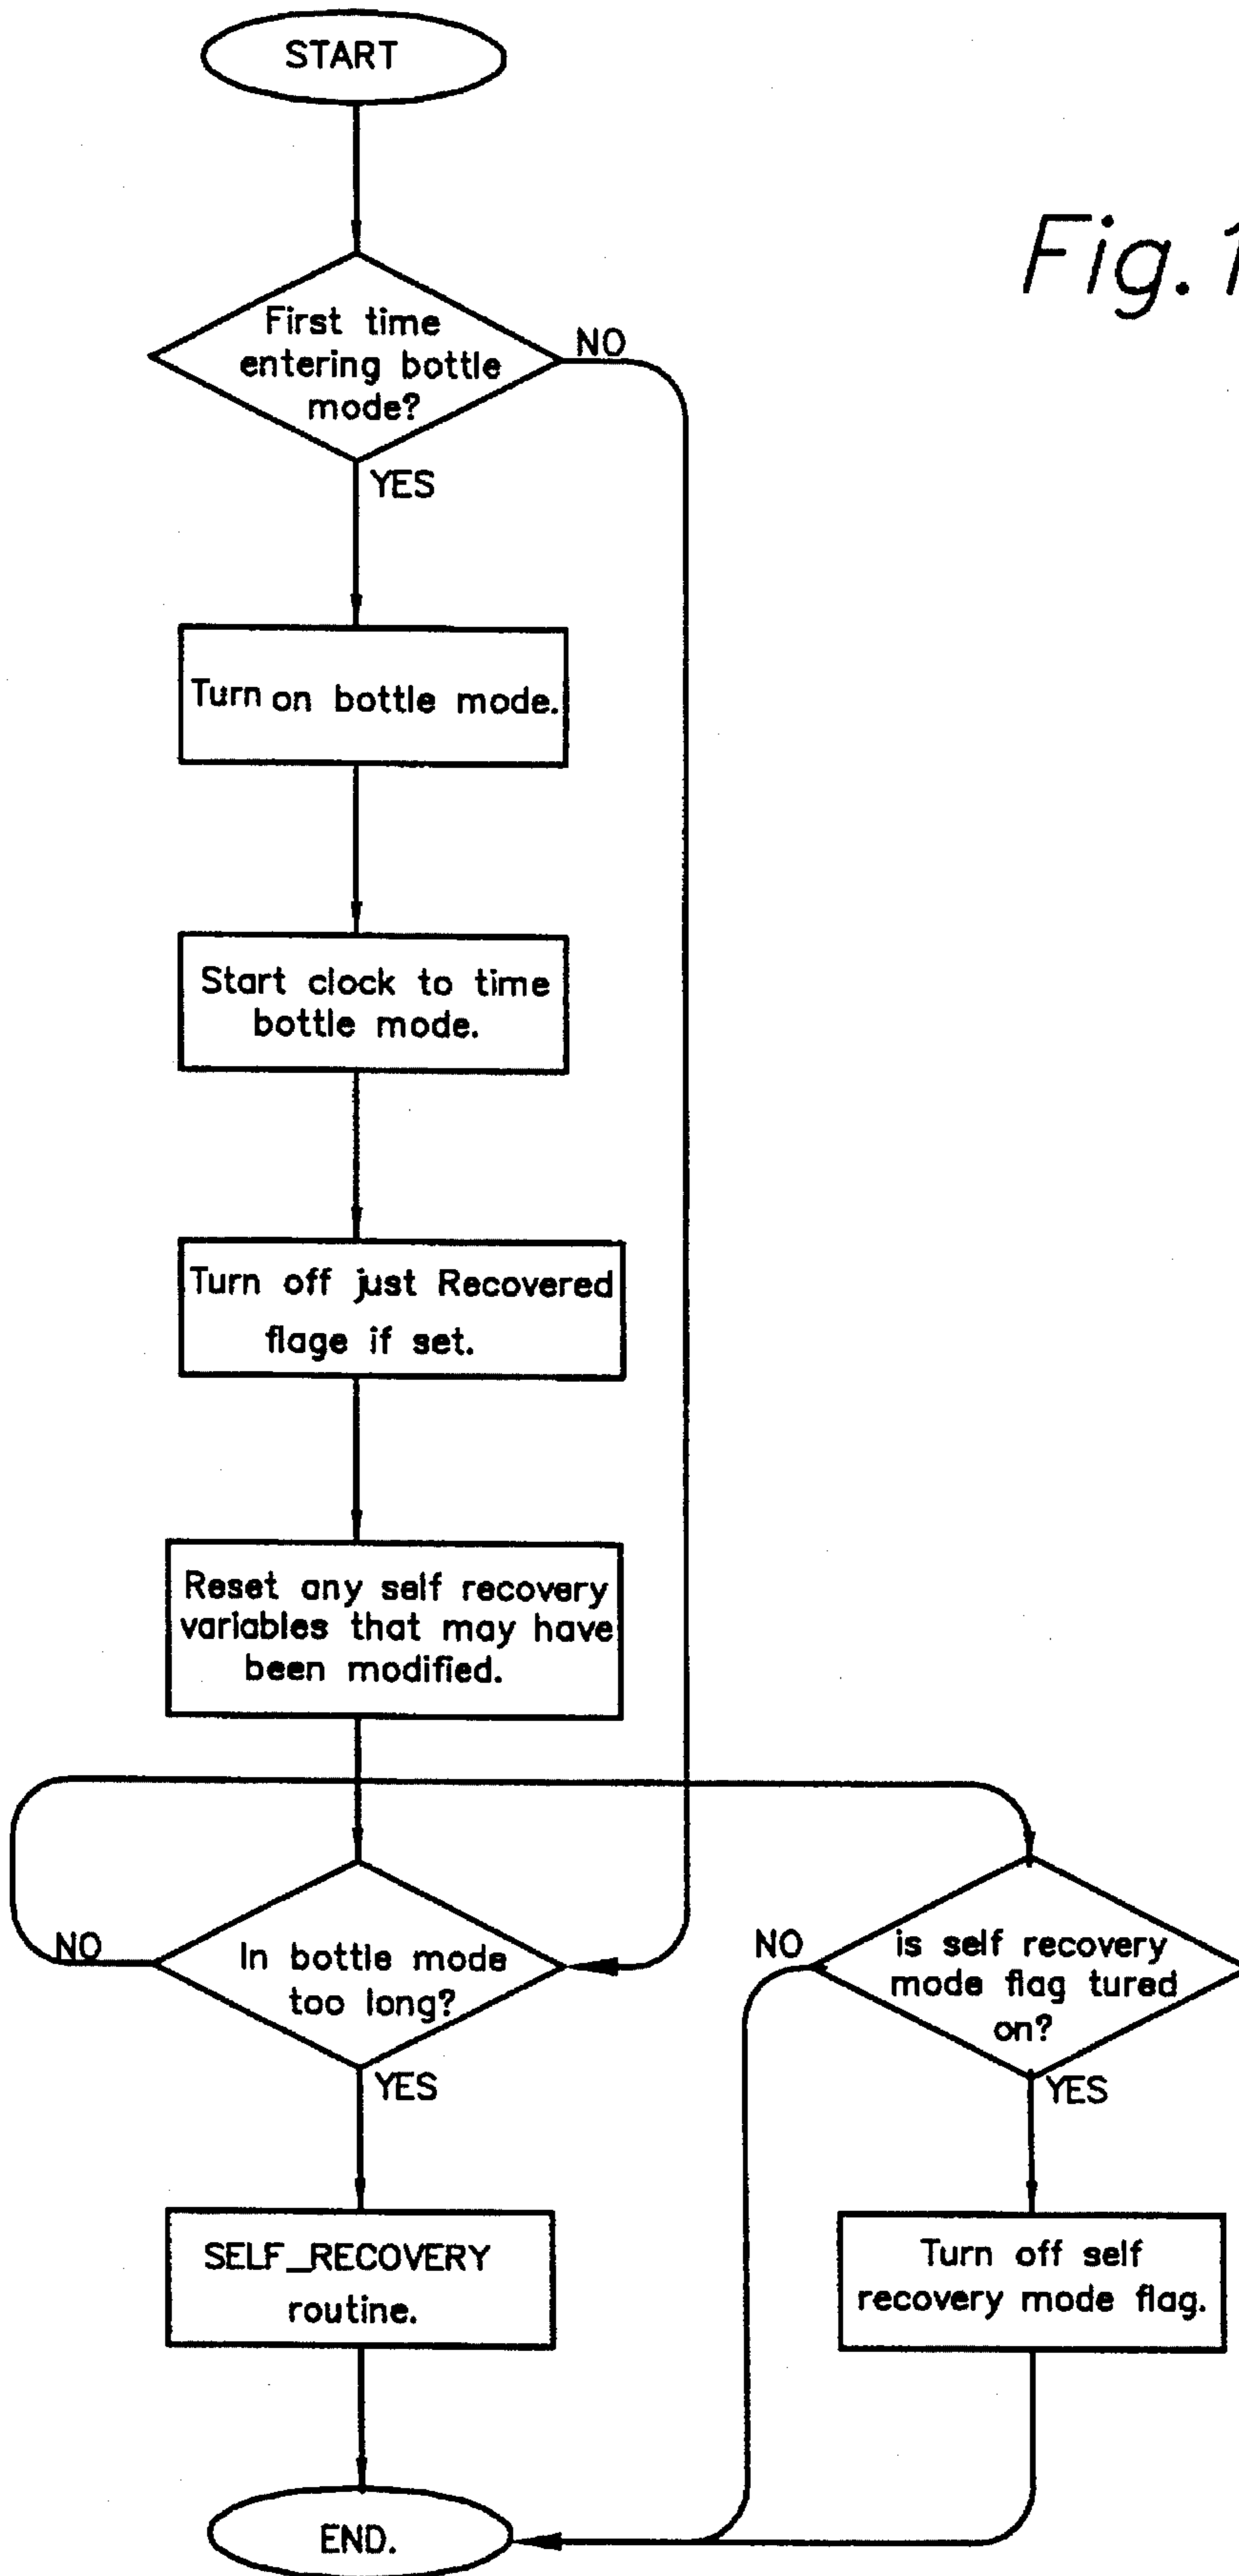 START
Fig. 1
First time
entering bottle
mode?
NO
YES
Turn on bottle mode.
Start clock to time
bottle mode.
Turn off just Recovered
flage if set.
Reset any self recovery
variables that may have
been modified.
NO
In bottle mode
too long?
YES
NO
is self recovery
mode flag tured
on?
YES
SELF_RECOVERY
routine.
Turn off self
recovery mode flag.
END.